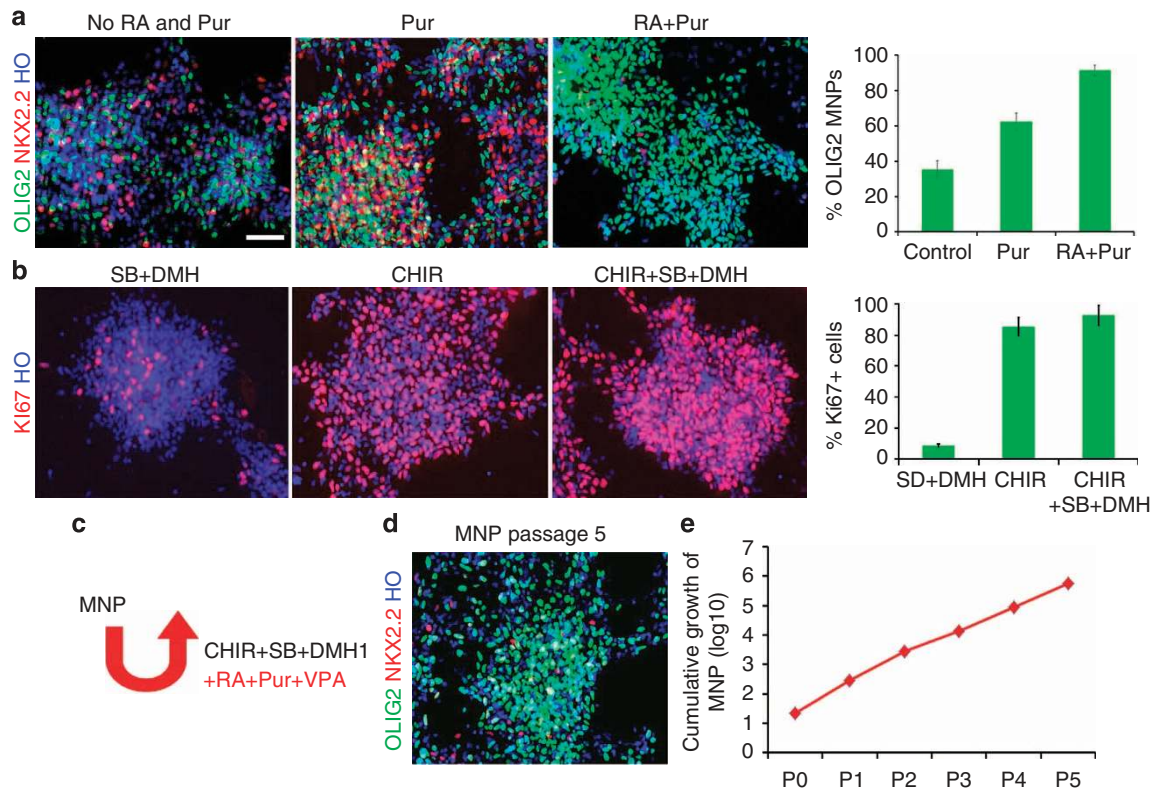 a
No RA and Pur
Pur
RA+Pur
OLIG2 NKX2.2 HO
% OLIG2 MNPs
100
80
60
40
20
0
Control Pur RA+Pur
b
SB+DMH
CHIR
CHIR+SB+DMH
KI67 HO
% Ki67+ cells
100
80
60
40
20
0
SD+DMH CHIR CHIR
+SB+DMH
c
MNP
CHIR+SB+DMH1
+RA+Pur+VPA
d
MNP passage 5
OLIG2 NKX2.2 HO
e
Cumulative growth of
MNP (log10)
7
6
5
4
3
2
1
0
P0 P1 P2 P3 P4 P5